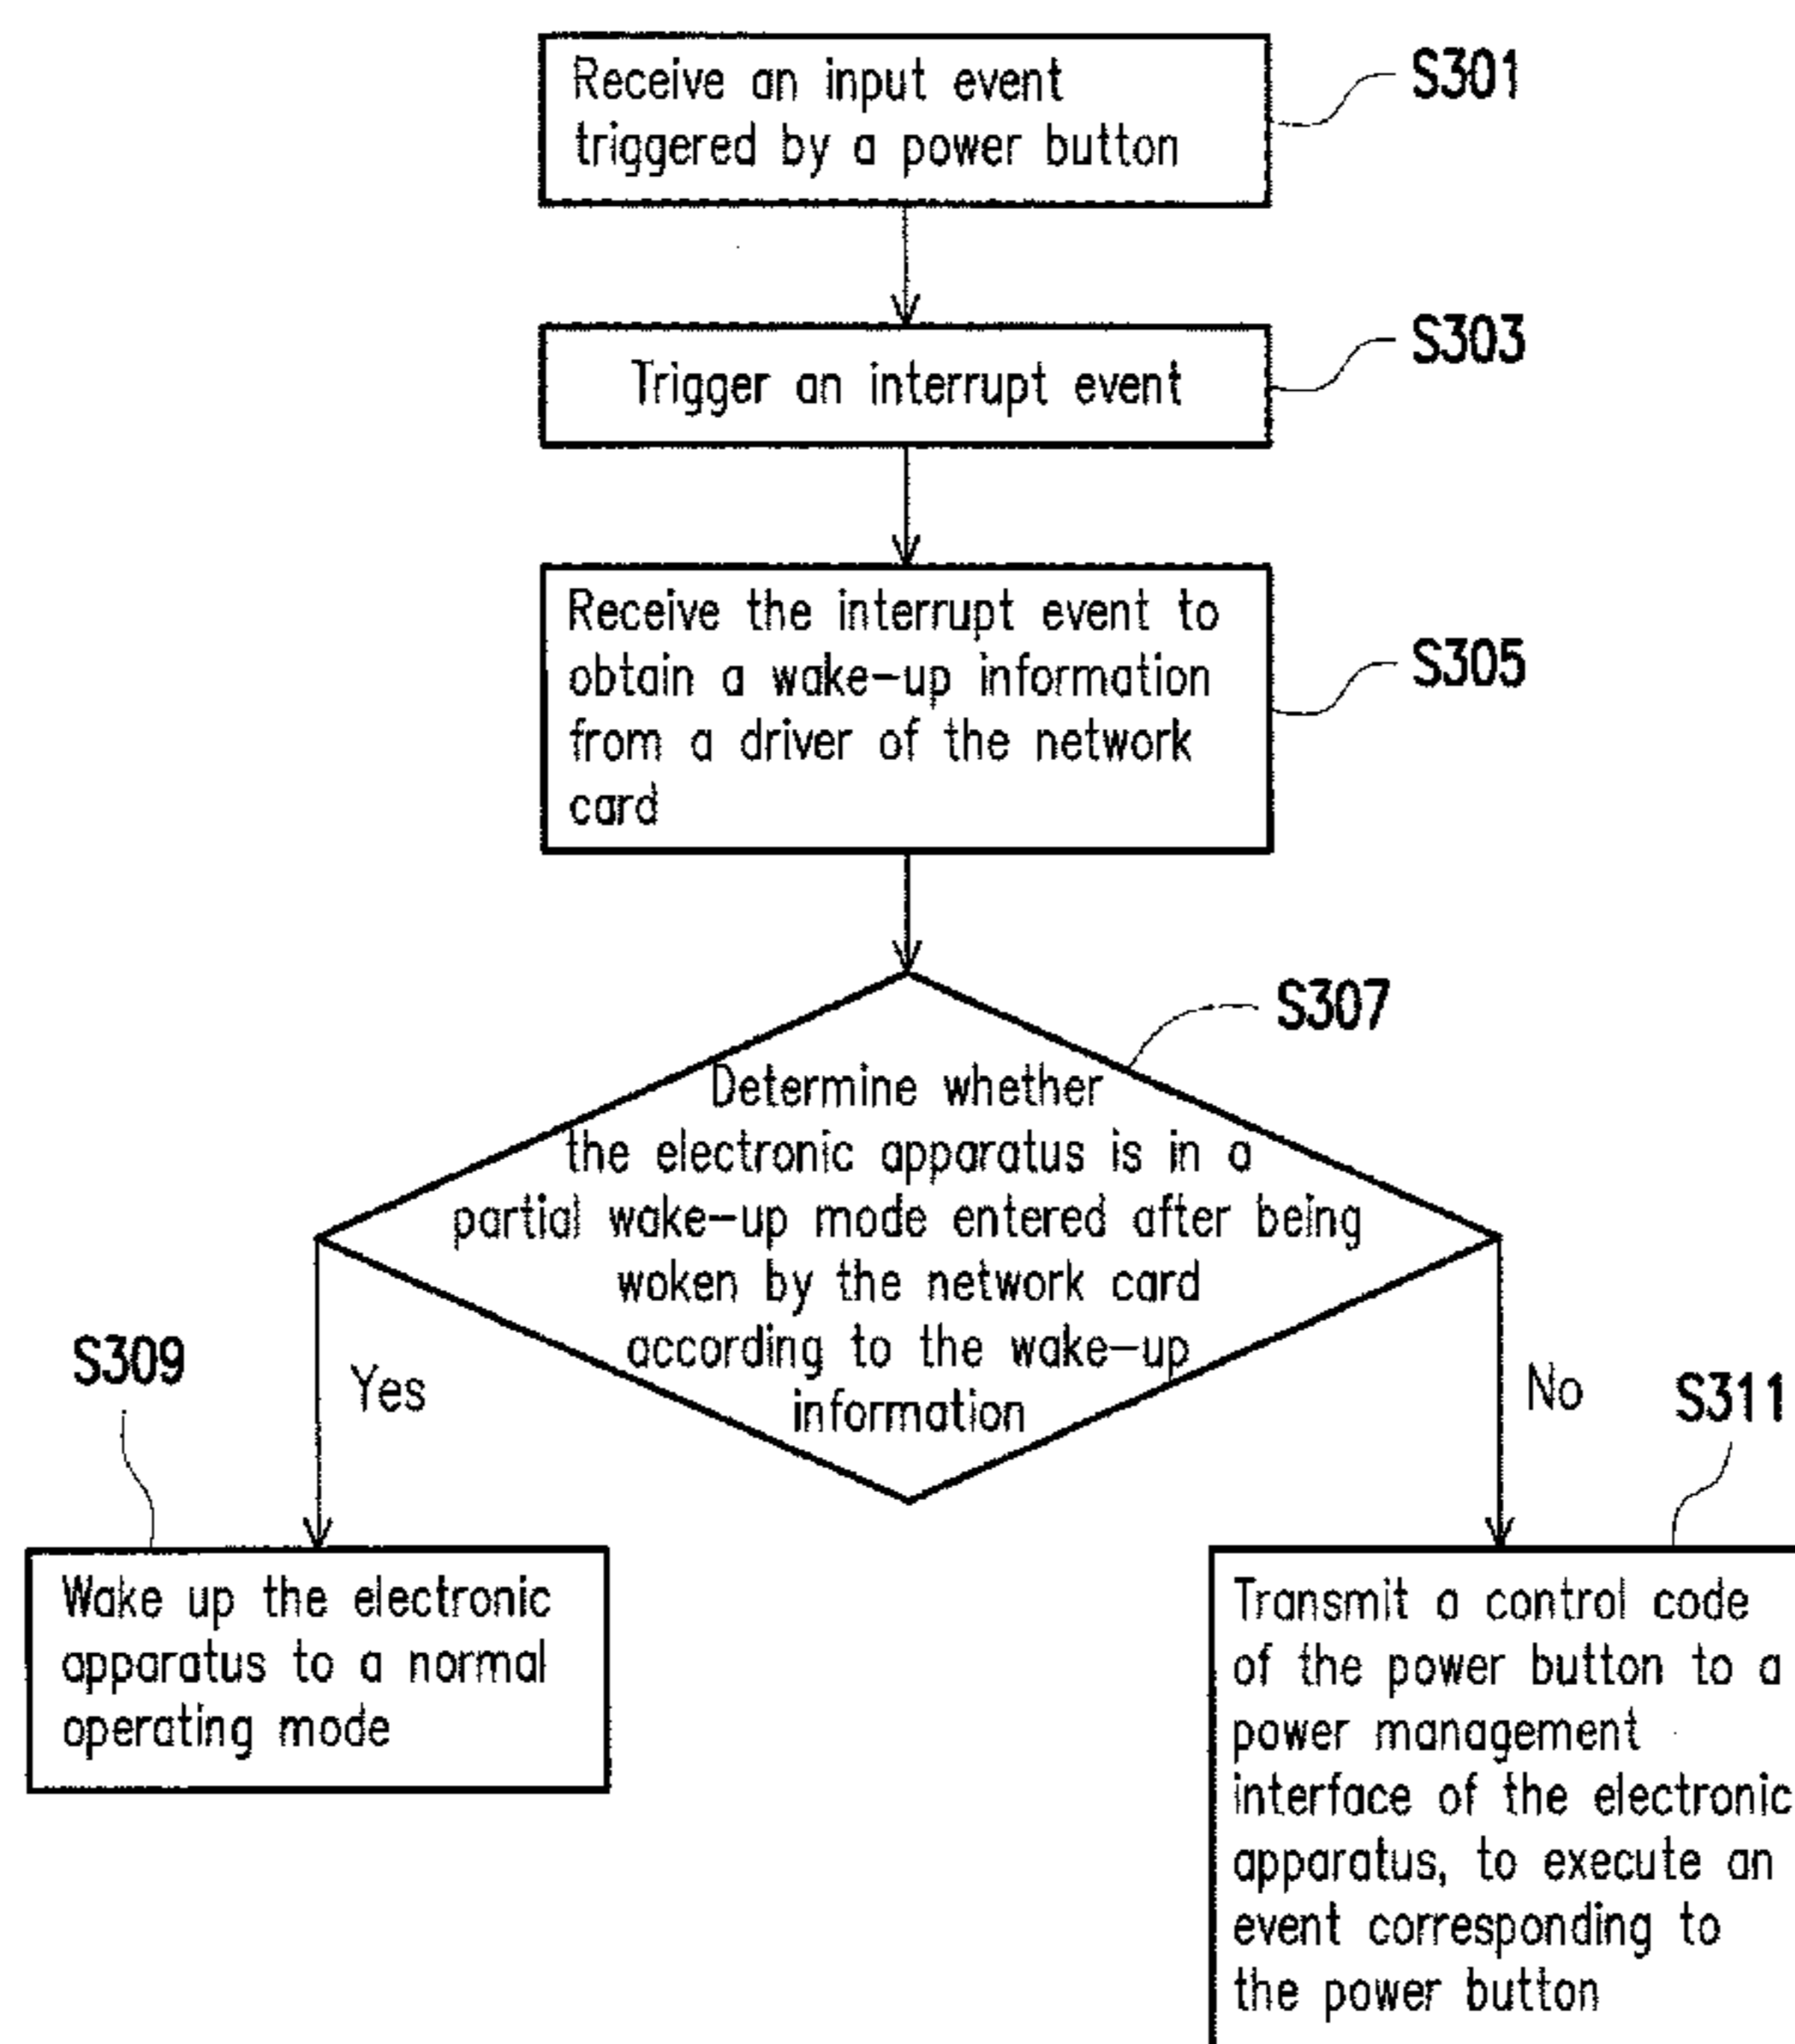 Receive an input event
triggered by a power button
S301
Trigger an interrupt event
S303
Receive the interrupt event to
obtain a wake-up information
from a driver of the network
card
S305
Determine whether
the electronic apparatus is in a
partial wake-up mode entered after being
woken by the network card
according to the wake-up
information
S307
Yes
S309
Wake up the electronic
apparatus to a normal
operating mode
No
S311
Transmit a control code
of the power button to a
power management
interface of the electronic
apparatus, to execute an
event corresponding to
the power button